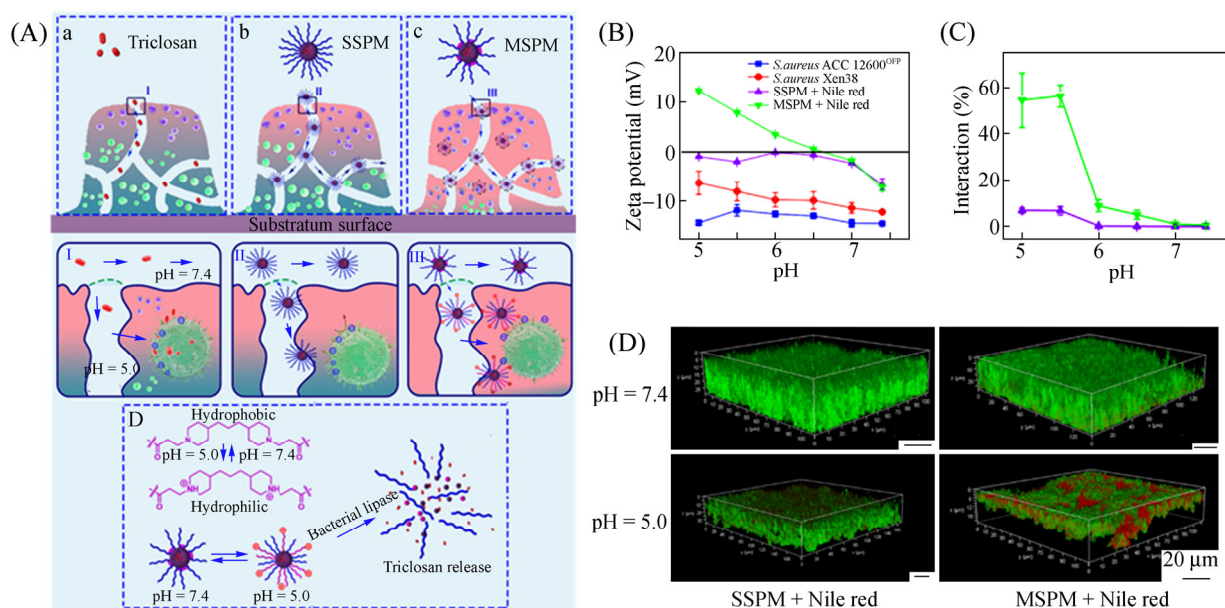 (A)
a
Triclosan
b
SSPM
c
MSPM
I
II
III
Substratum surface
I
pH = 7.4
pH = 5.0
II
III
D
Hydrophobic
N
N
O
O
pH = 5.0
pH = 7.4
NH
NH
O
O
Hydrophilic
Bacterial lipase
Triclosan release
pH = 7.4
pH = 5.0
(B)
Zeta potential (mV)
20
10
0
−10
S.aureus ACC 12600OFP
S.aureus Xen38
SSPM + Nile red
MSPM + Nile red
5
6
7
pH
(C)
Interaction (%)
60
40
20
0
5
6
7
pH
(D)
pH = 7.4
pH = 5.0
20 μm
SSPM + Nile red
MSPM + Nile red